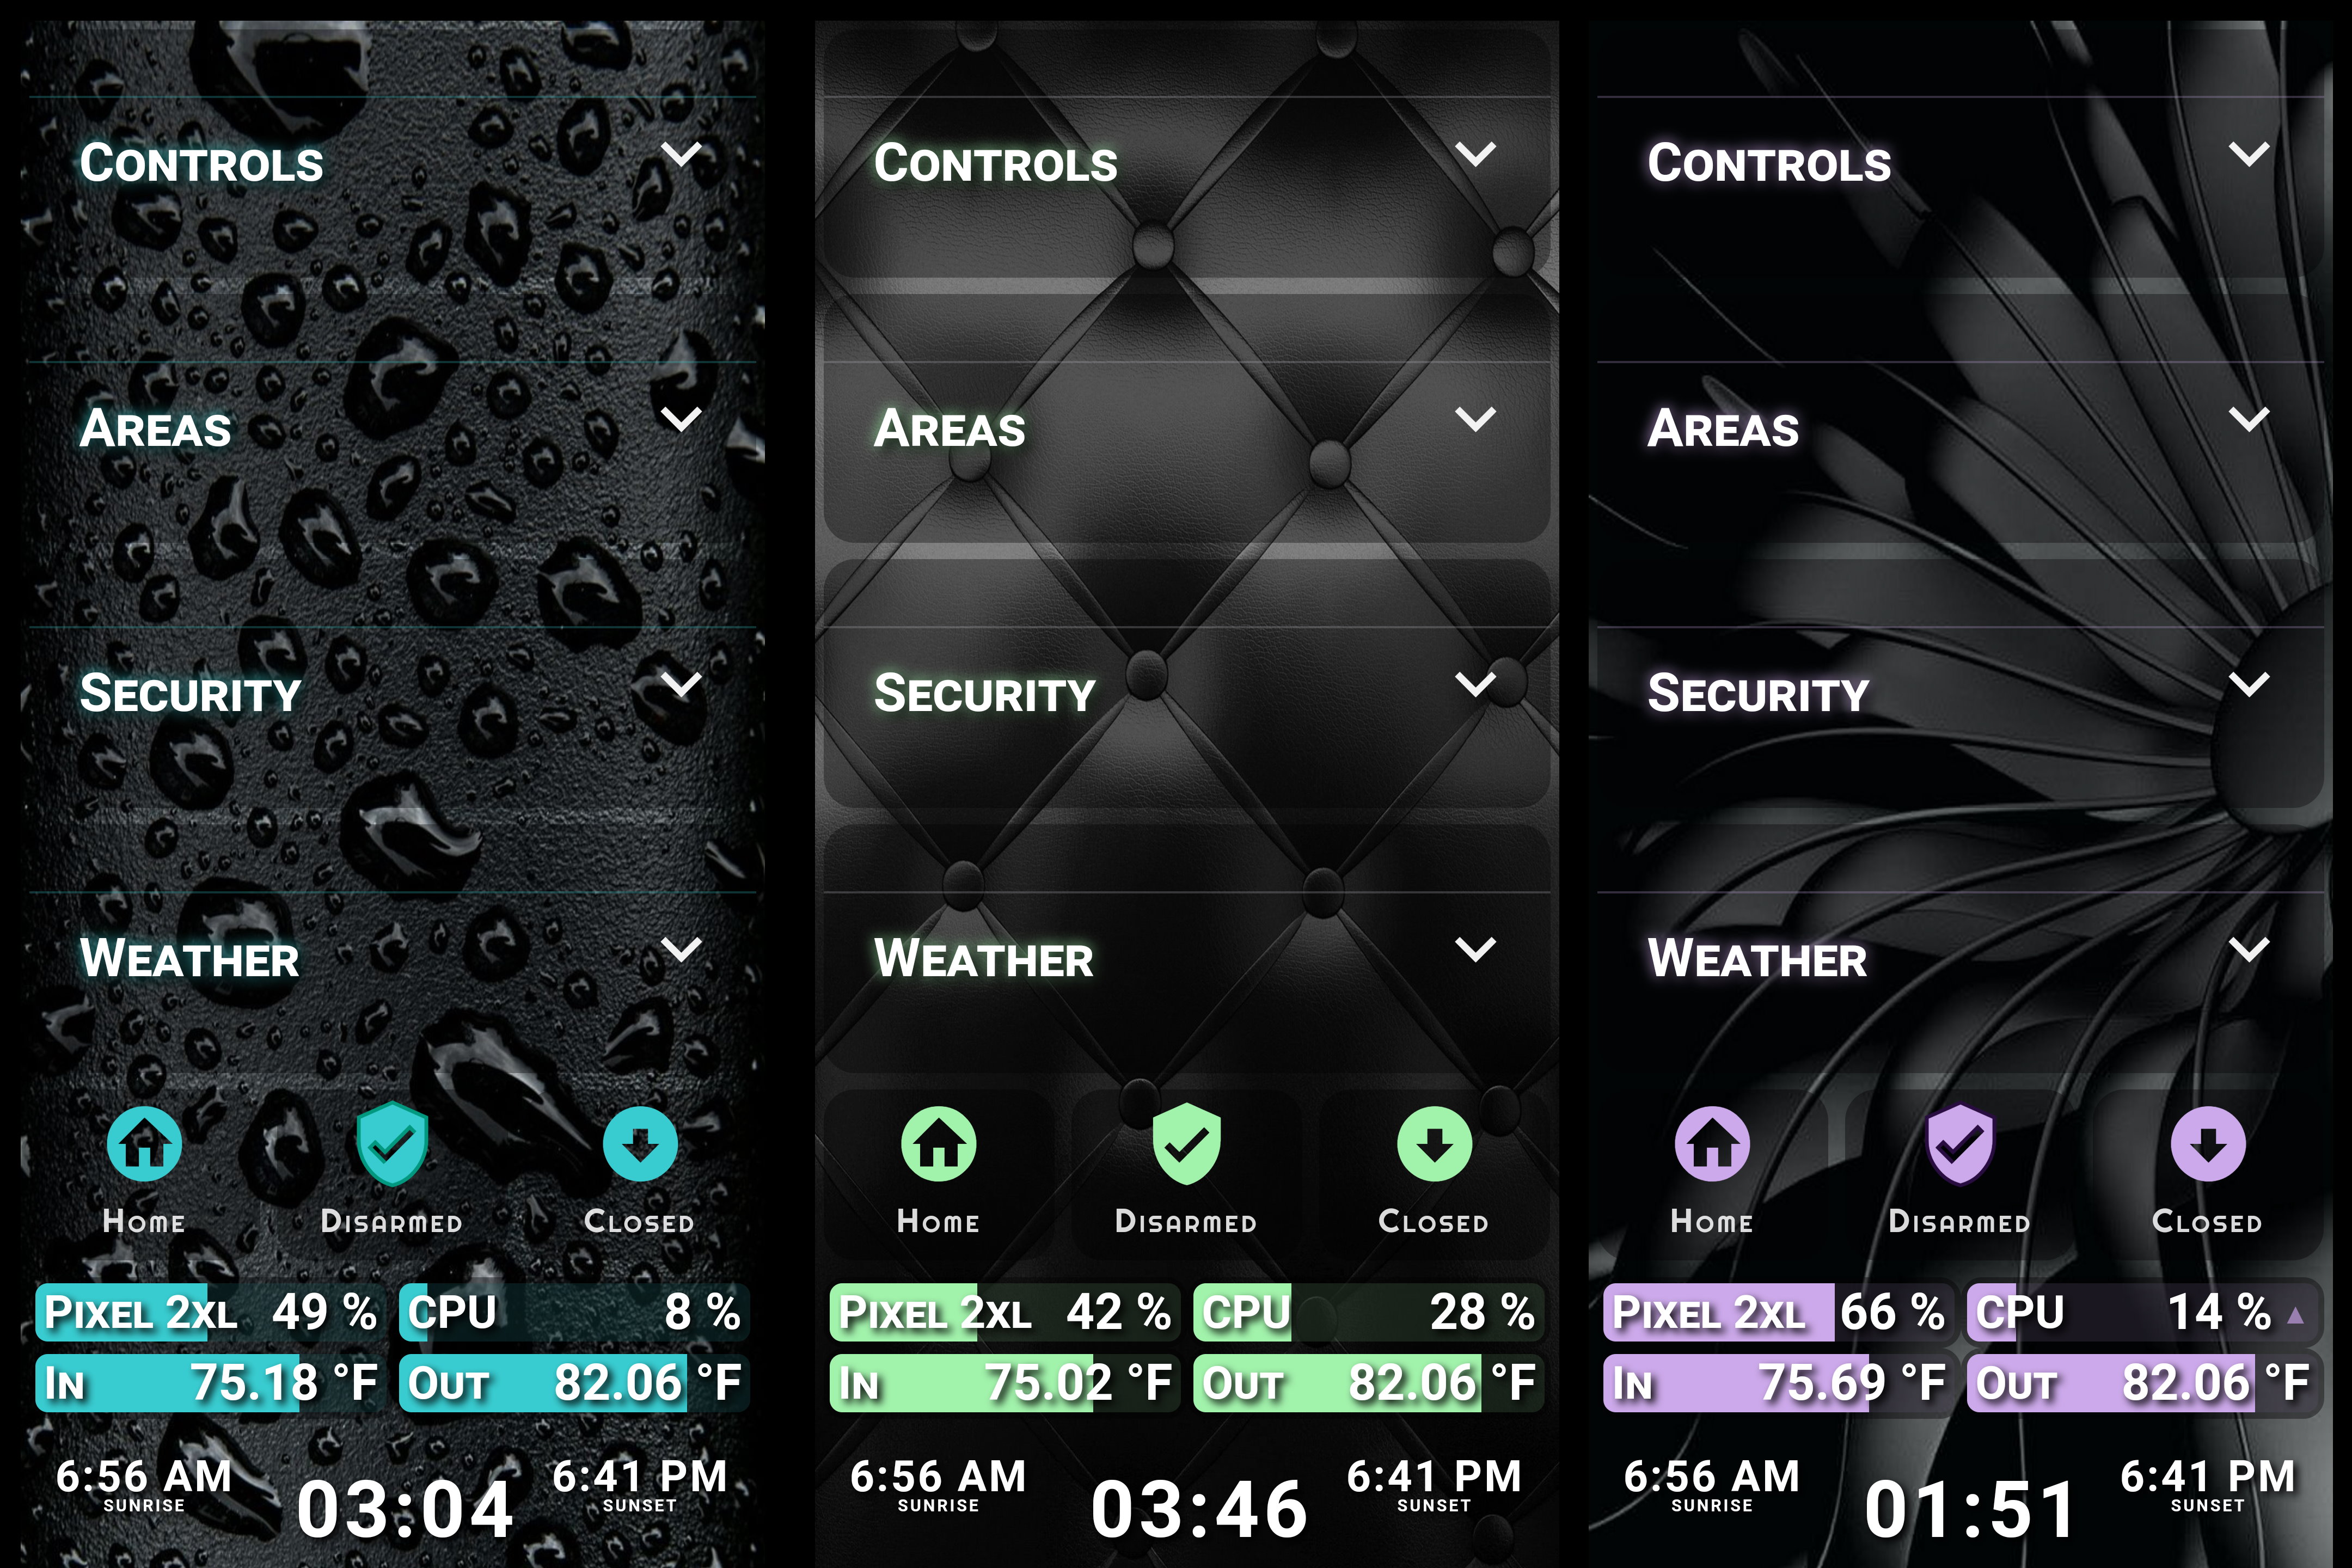 CONTROLS
AREAS
SECURITY
WEATHER
HOME DISARMED CLOSED
PIXEL 2XL 49 % CPU 8 %
IN 75.18 °F OUT 82.06 °F
6:56 AM 6:41 PM
SUNRISE 03:04 SUNSET
CONTROLS
AREAS
SECURITY
WEATHER
HOME DISARMED CLOSED
PIXEL 2XL 42 % CPU 28 %
IN 75.02 °F OUT 82.06 °F
6:56 AM 6:41 PM
SUNRISE 03:46 SUNSET
CONTROLS
AREAS
SECURITY
WEATHER
HOME DISARMED CLOSED
PIXEL 2XL 66 % CPU 14 % ▲
IN 75.69 °F OUT 82.06 °F
6:56 AM 6:41 PM
SUNRISE 01:51 SUNSET